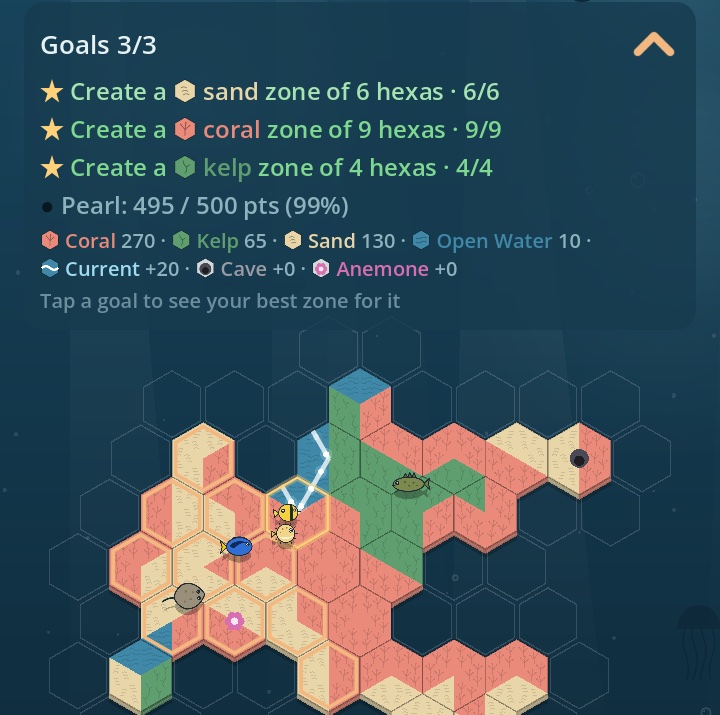 Goals 3/3
Create a sand zone of 6 hexas · 6/6
Create a coral zone of 9 hexas · 9/9
Create a kelp zone of 4 hexas · 4/4
Pearl: 495 / 500 pts (99%)
Coral 270 · Kelp 65 · Sand 130 · Open Water 10 ·
Current +20 · Cave +0 · Anemone +0
Tap a goal to see your best zone for it